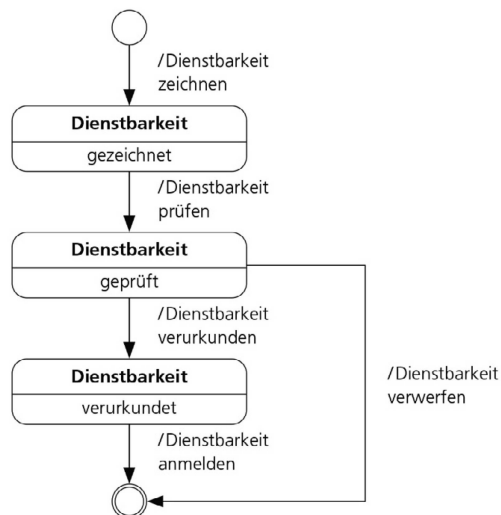 /Dienstbarkeit
zeichnen
Dienstbarkeit
gezeichnet
/Dienstbarkeit
prüfen
Dienstbarkeit
geprüft
/Dienstbarkeit
verurkunden
Dienstbarkeit
verurkundet
/Dienstbarkeit
verwerfen
/Dienstbarkeit
anmelden